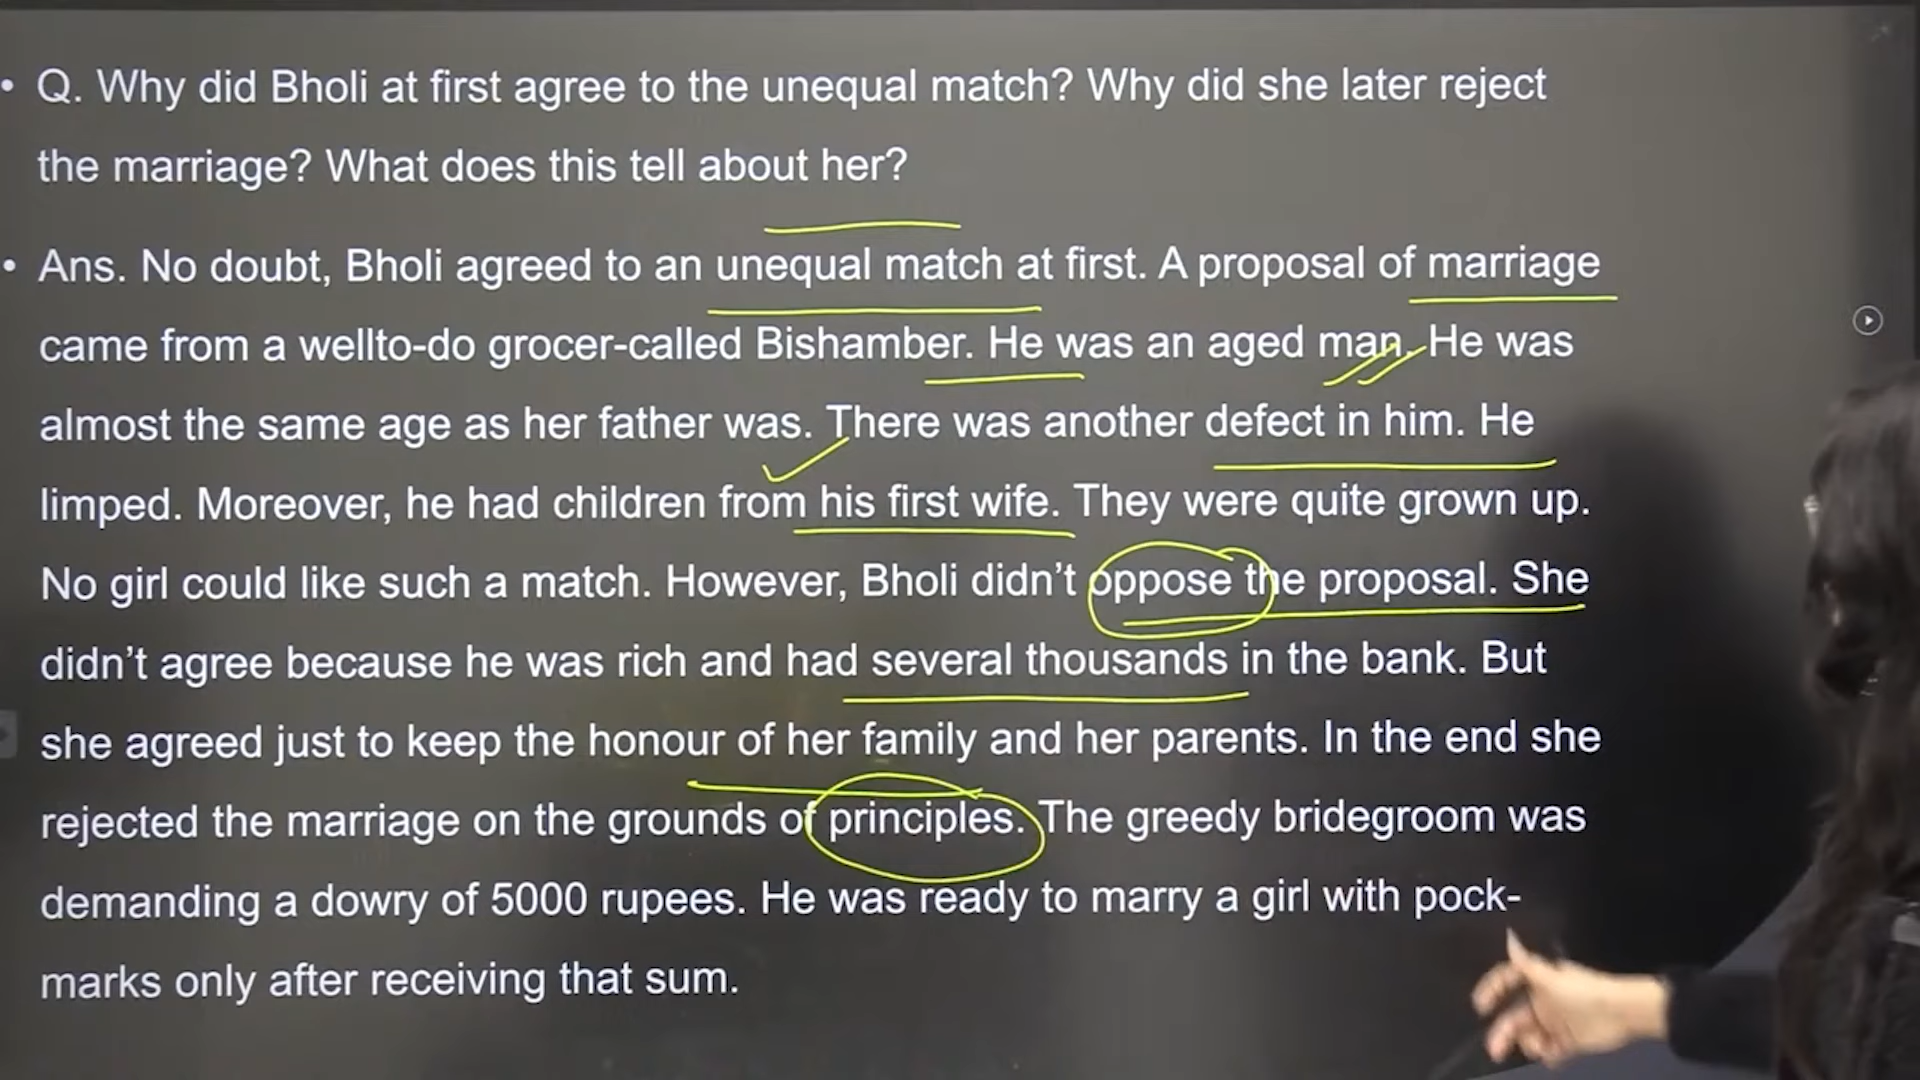 • Q. Why did Bholi at first agree to the unequal match? Why did she later reject
the marriage? What does this tell about her?
• Ans. No doubt, Bholi agreed to an unequal match at first. A proposal of marriage
came from a wellto-do grocer-called Bishamber. He was an aged man. He was
almost the same age as her father was. There was another defect in him. He
limped. Moreover, he had children from his first wife. They were quite grown up.
No girl could like such a match. However, Bholi didn’t oppose the proposal. She
didn’t agree because he was rich and had several thousands in the bank. But
she agreed just to keep the honour of her family and her parents. In the end she
rejected the marriage on the grounds of principles. The greedy bridegroom was
demanding a dowry of 5000 rupees. He was ready to marry a girl with pock-
marks only after receiving that sum.